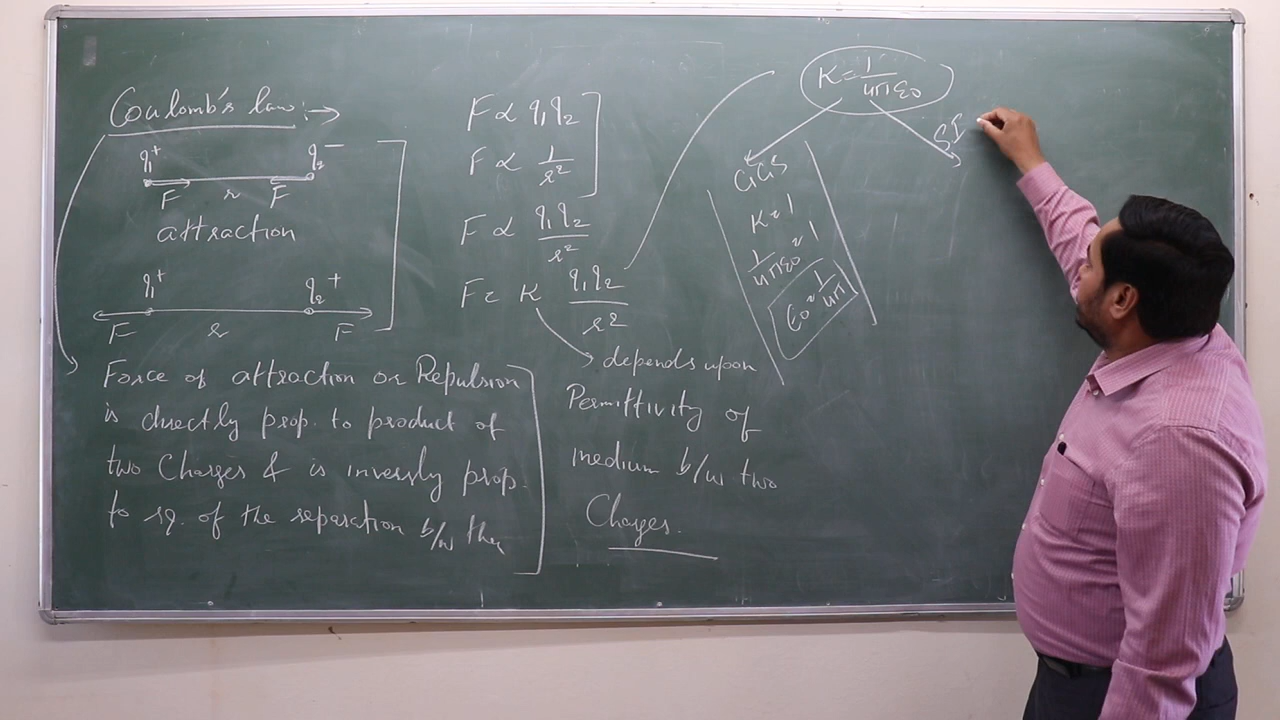 Coulomb's law :→
q₁⁺ q₂⁻
F r F
attraction
q₁⁺ q₂⁺
F r F
Force of attraction or Repulsion
is directly prop. to product of
two Charges & is inversly prop.
to sq. of the separation b/w them
F ∝ q₁q₂
F ∝ 1/r²
F ∝ q₁q₂/r²
F = K q₁q₂/r²
depends upon
Permittivity of
medium b/w two
Charges.
K = 1/4πε₀
CGS
K = 1
1/4πε₀ = 1
ε₀ = 1/4π
SI